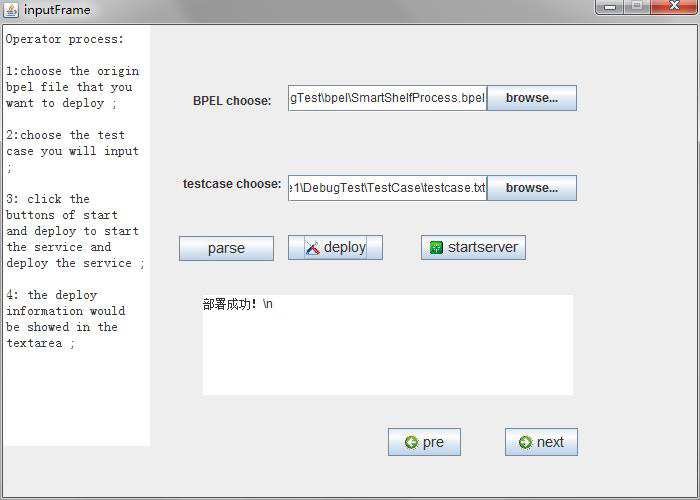 inputFrame
Operator process:
1:choose the origin
bpel file that you
want to deploy ;
2:choose the test
case you will input
;
3: click the
buttons of start
and deploy to start
the service and
deploy the service ;
4: the deploy
information would
be showed in the
textarea ;
BPEL choose:
gTest\bpel\SmartShelfProcess.bpel
browse...
testcase choose:
e1\DebugTest\TestCase\testcase.txt
browse...
parse
deploy
startserver
部署成功! \n
pre
next